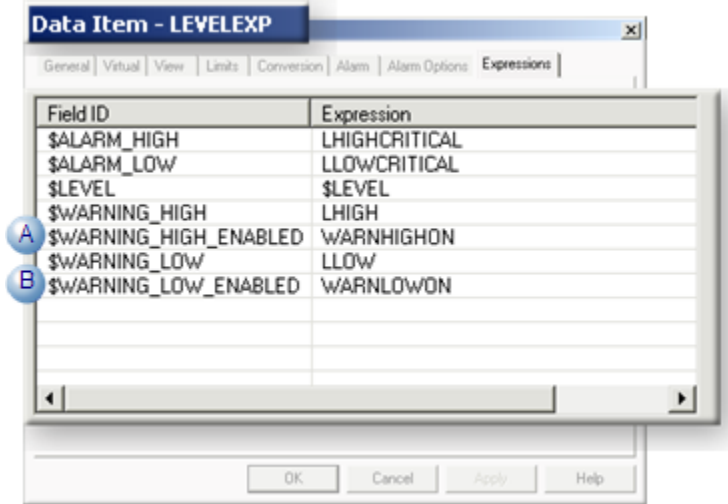 Data Item - LEVELEXP
General Virtual View Limits Conversion Alarm Alarm Options Expressions
Field ID Expression
$ALARM_HIGH LHIGHCRITICAL
$ALARM_LOW LLOWCRITICAL
$LEVEL $LEVEL
$WARNING_HIGH LHIGH
A $WARNING_HIGH_ENABLED WARNHIGHON
$WARNING_LOW LLOW
B $WARNING_LOW_ENABLED WARNLOWON
OK Cancel Apply Help